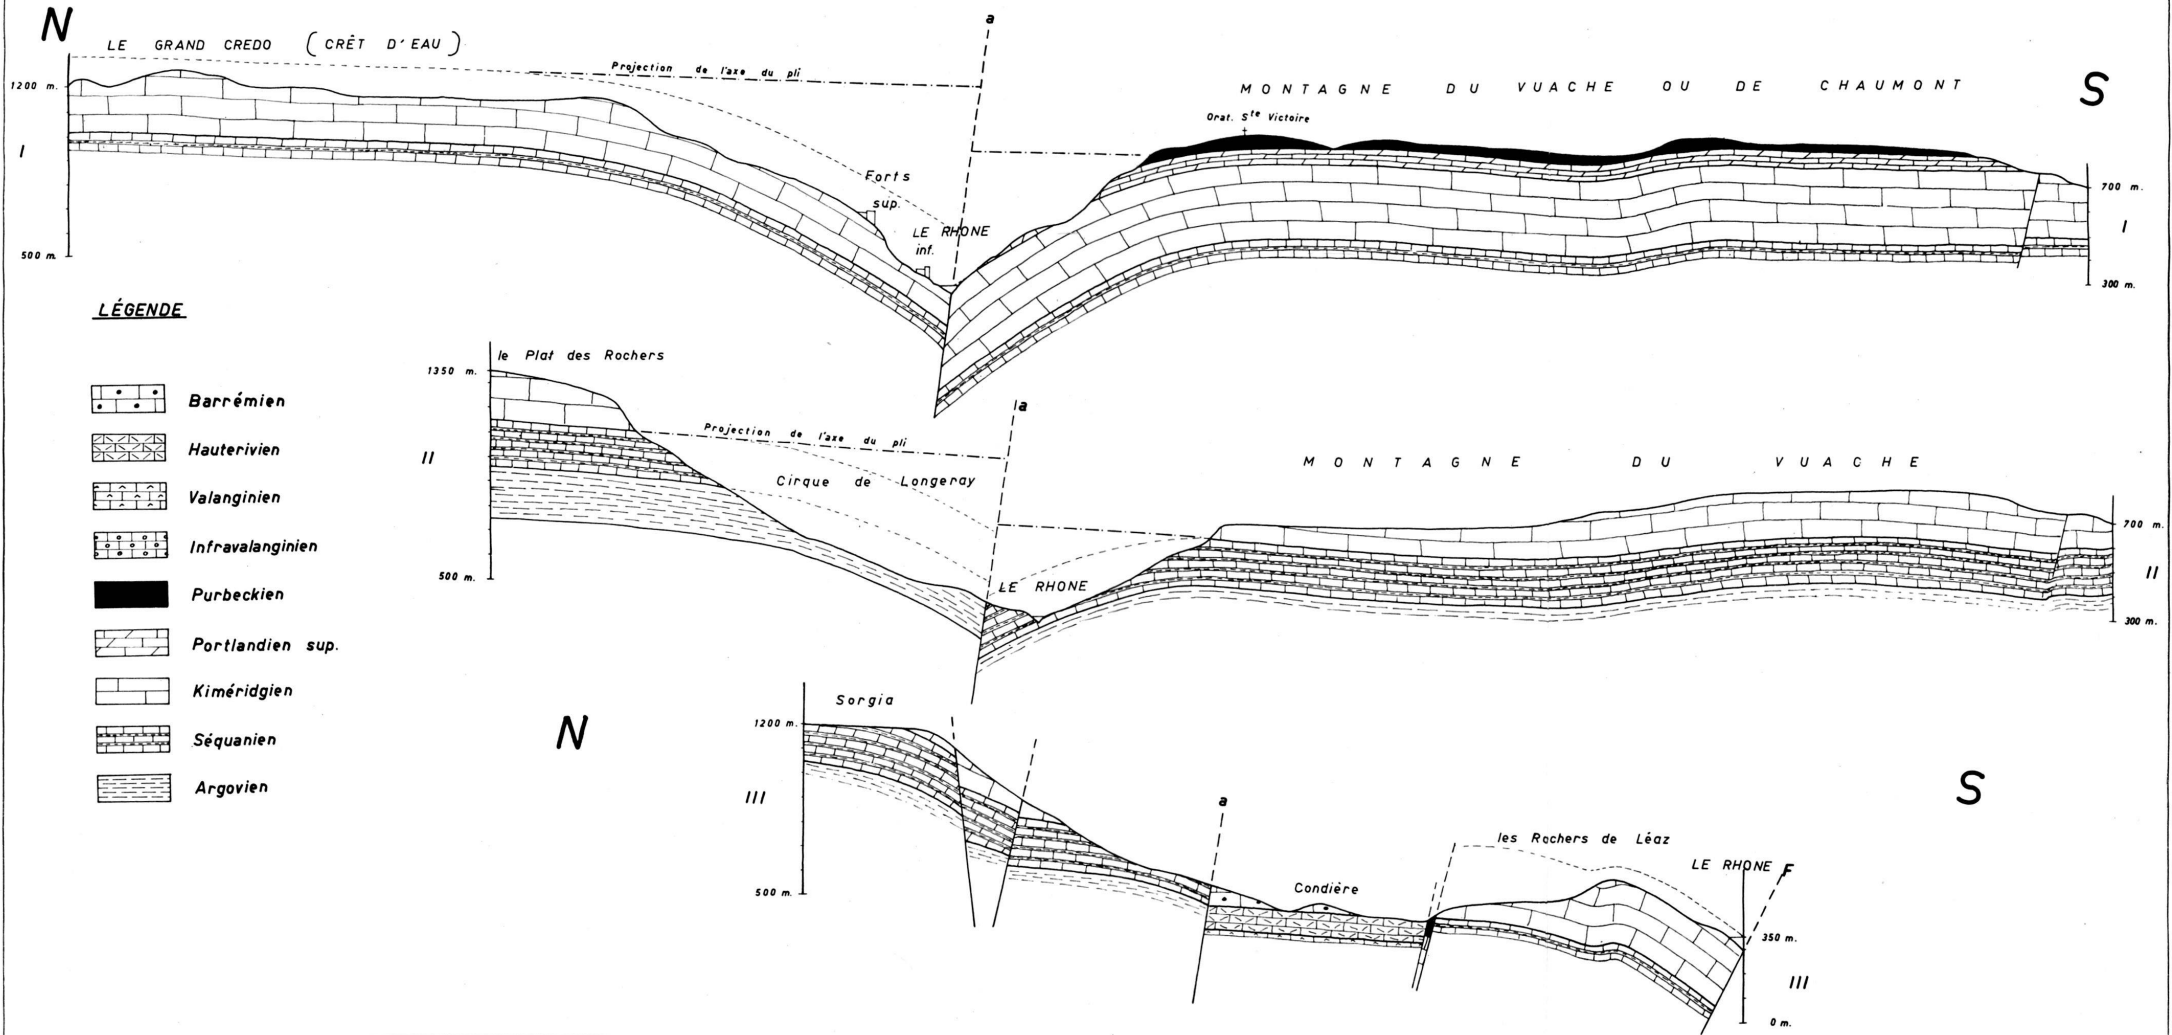 N
LE GRAND CREDO (CRÊT D'EAU)
Projection de l'axe du pli
a
MONTAGNE DU VUACHE OU DE CHAUMONT
S
1200 m.
Orat. Ste Victoire
I
Forts
sup.
LE RHONE
inf.
500 m.
700 m.
I
300 m.
LÉGENDE
Barrémien
Hauterivien
Valanginien
Infravalanginien
Purbeckien
Portlandien sup.
Kiméridgien
Séquanien
Argovien
le Plat des Rochers
1350 m.
a
Projection de l'axe du pli
II
MONTAGNE DU VUACHE
Cirque de Longeray
700 m.
500 m.
LE RHONE
II
300 m.
N
Sorgia
1200 m.
III
S
a
les Rochers de Léaz
LE RHONE
F
500 m.
Condière
350 m.
III
0 m.